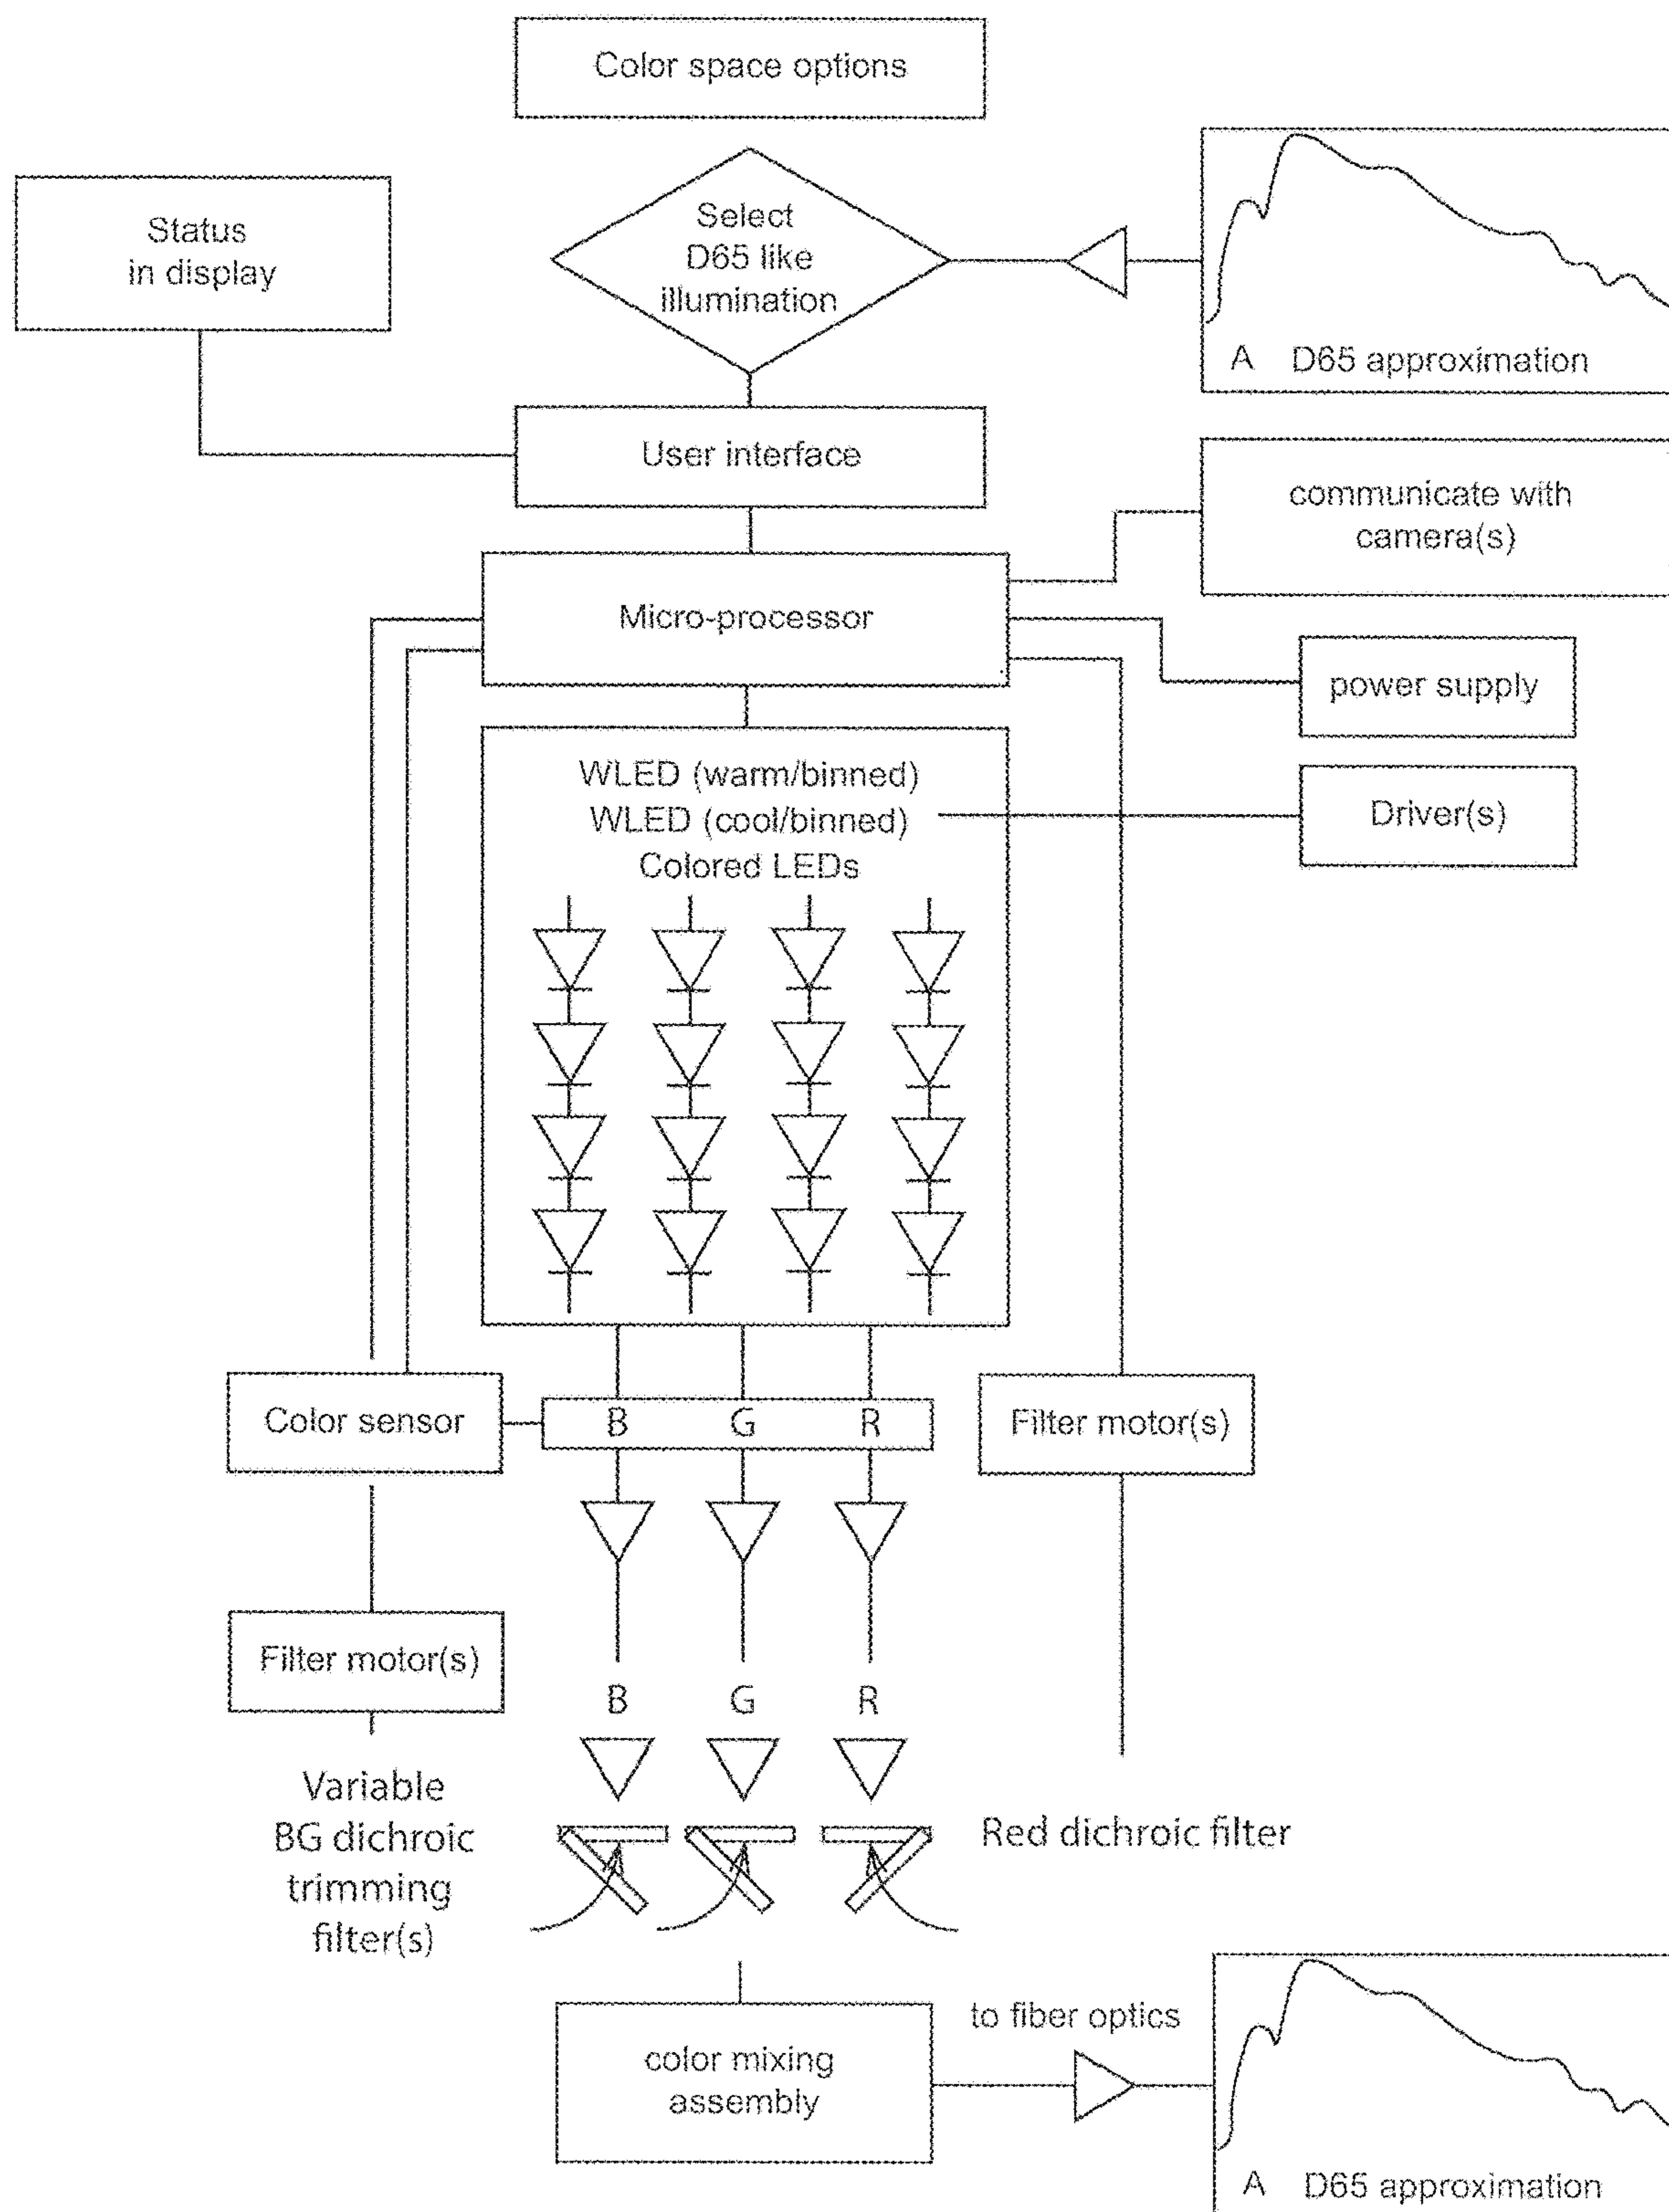 Color space options
Status
in display
Select
D65 like
illumination
A D65 approximation
User interface
communicate with
camera(s)
Micro-processor
power supply
WLED (warm/binned)
WLED (cool/binned)
Colored LEDs
Driver(s)
Color sensor
B G R
Filter motor(s)
Filter motor(s)
B G R
Variable
BG dichroic
trimming
filter(s)
Red dichroic filter
to fiber optics
color mixing
assembly
A D65 approximation